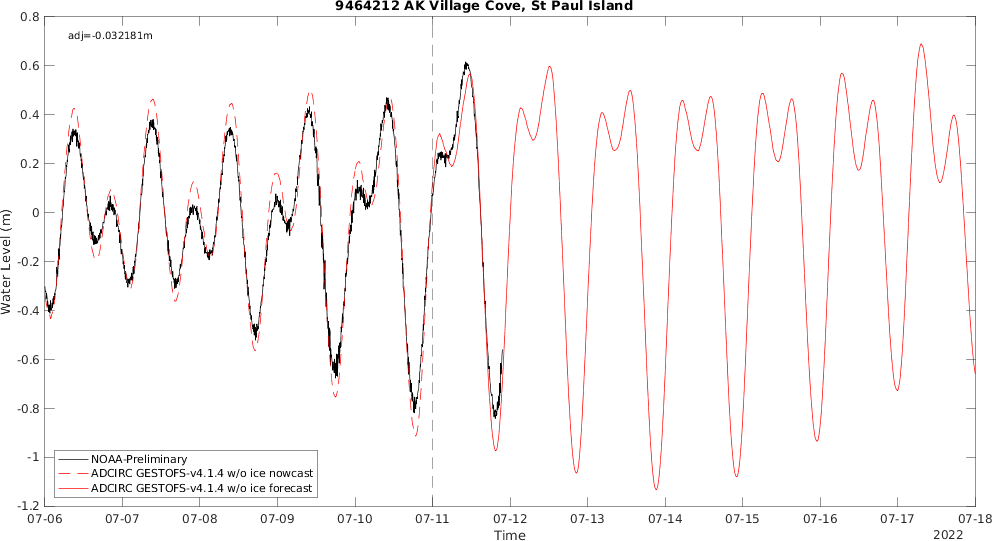 9464212 AK Village Cove, St Paul Island
adj=-0.032181m
0.8
0.6
0.4
0.2
0
-0.2
-0.4
-0.6
-0.8
-1
-1.2
Water Level (m)
NOAA-Preliminary
ADCIRC GESTOFS-v4.1.4 w/o ice nowcast
ADCIRC GESTOFS-v4.1.4 w/o ice forecast
07-06 07-07 07-08 07-09 07-10 07-11 07-12 07-13 07-14 07-15 07-16 07-17 07-18
Time
2022